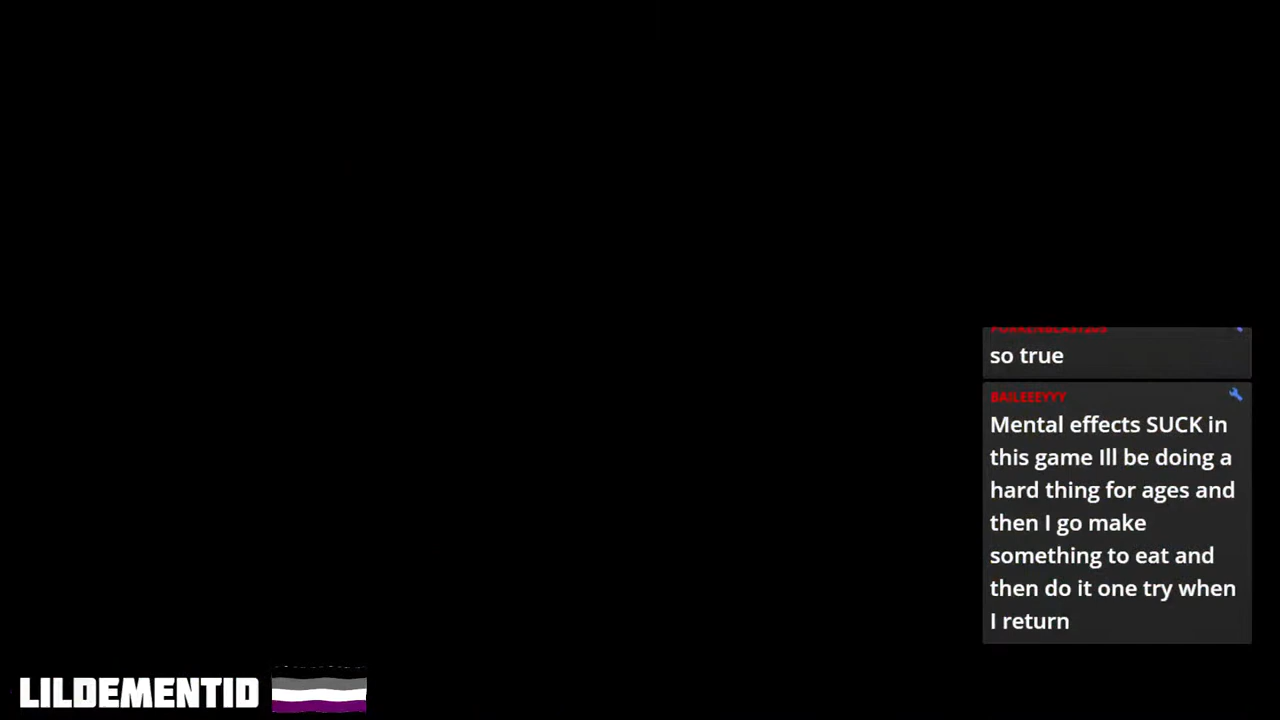 so true
BAILEEEYYY
Mental effects SUCK in
this game Ill be doing a
hard thing for ages and
then I go make
something to eat and
then do it one try when
I return
LILDEMENTID